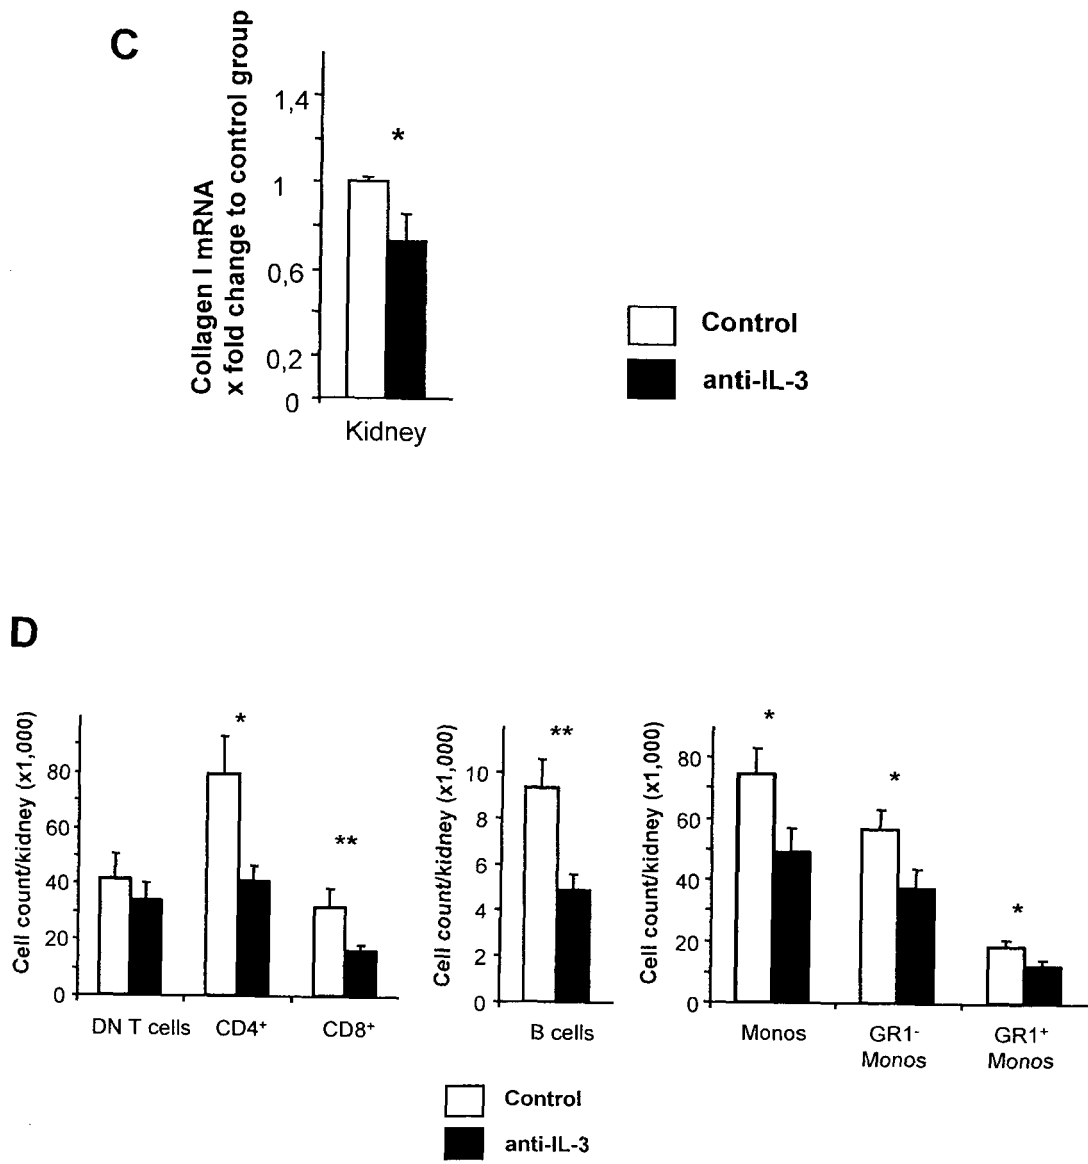 C
Collagen I mRNA
x fold change to control group
1,4
1
0,6
0,2
0
*
Kidney
Control
anti-IL-3
D
Cell count/kidney (x1,000)
80
60
40
20
0
*
**
DN T cells
CD4⁺
CD8⁺
Cell count/kidney (x1,000)
10
8
6
4
2
0
**
B cells
Cell count/kidney (x1,000)
80
60
40
20
0
*
*
*
Monos
GR1⁻
Monos
GR1⁺
Monos
Control
anti-IL-3